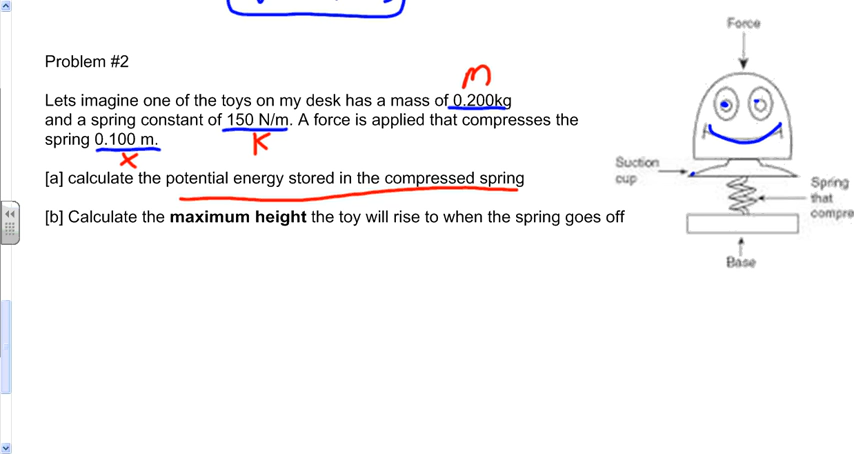 Force
Problem #2
m
Lets imagine one of the toys on my desk has a mass of 0.200kg
and a spring constant of 150 N/m. A force is applied that compresses the
spring 0.100 m.
K
x
[a] calculate the potential energy stored in the compressed spring
[b] Calculate the maximum height the toy will rise to when the spring goes off
Suction
cup
Spring
that
compre
Base